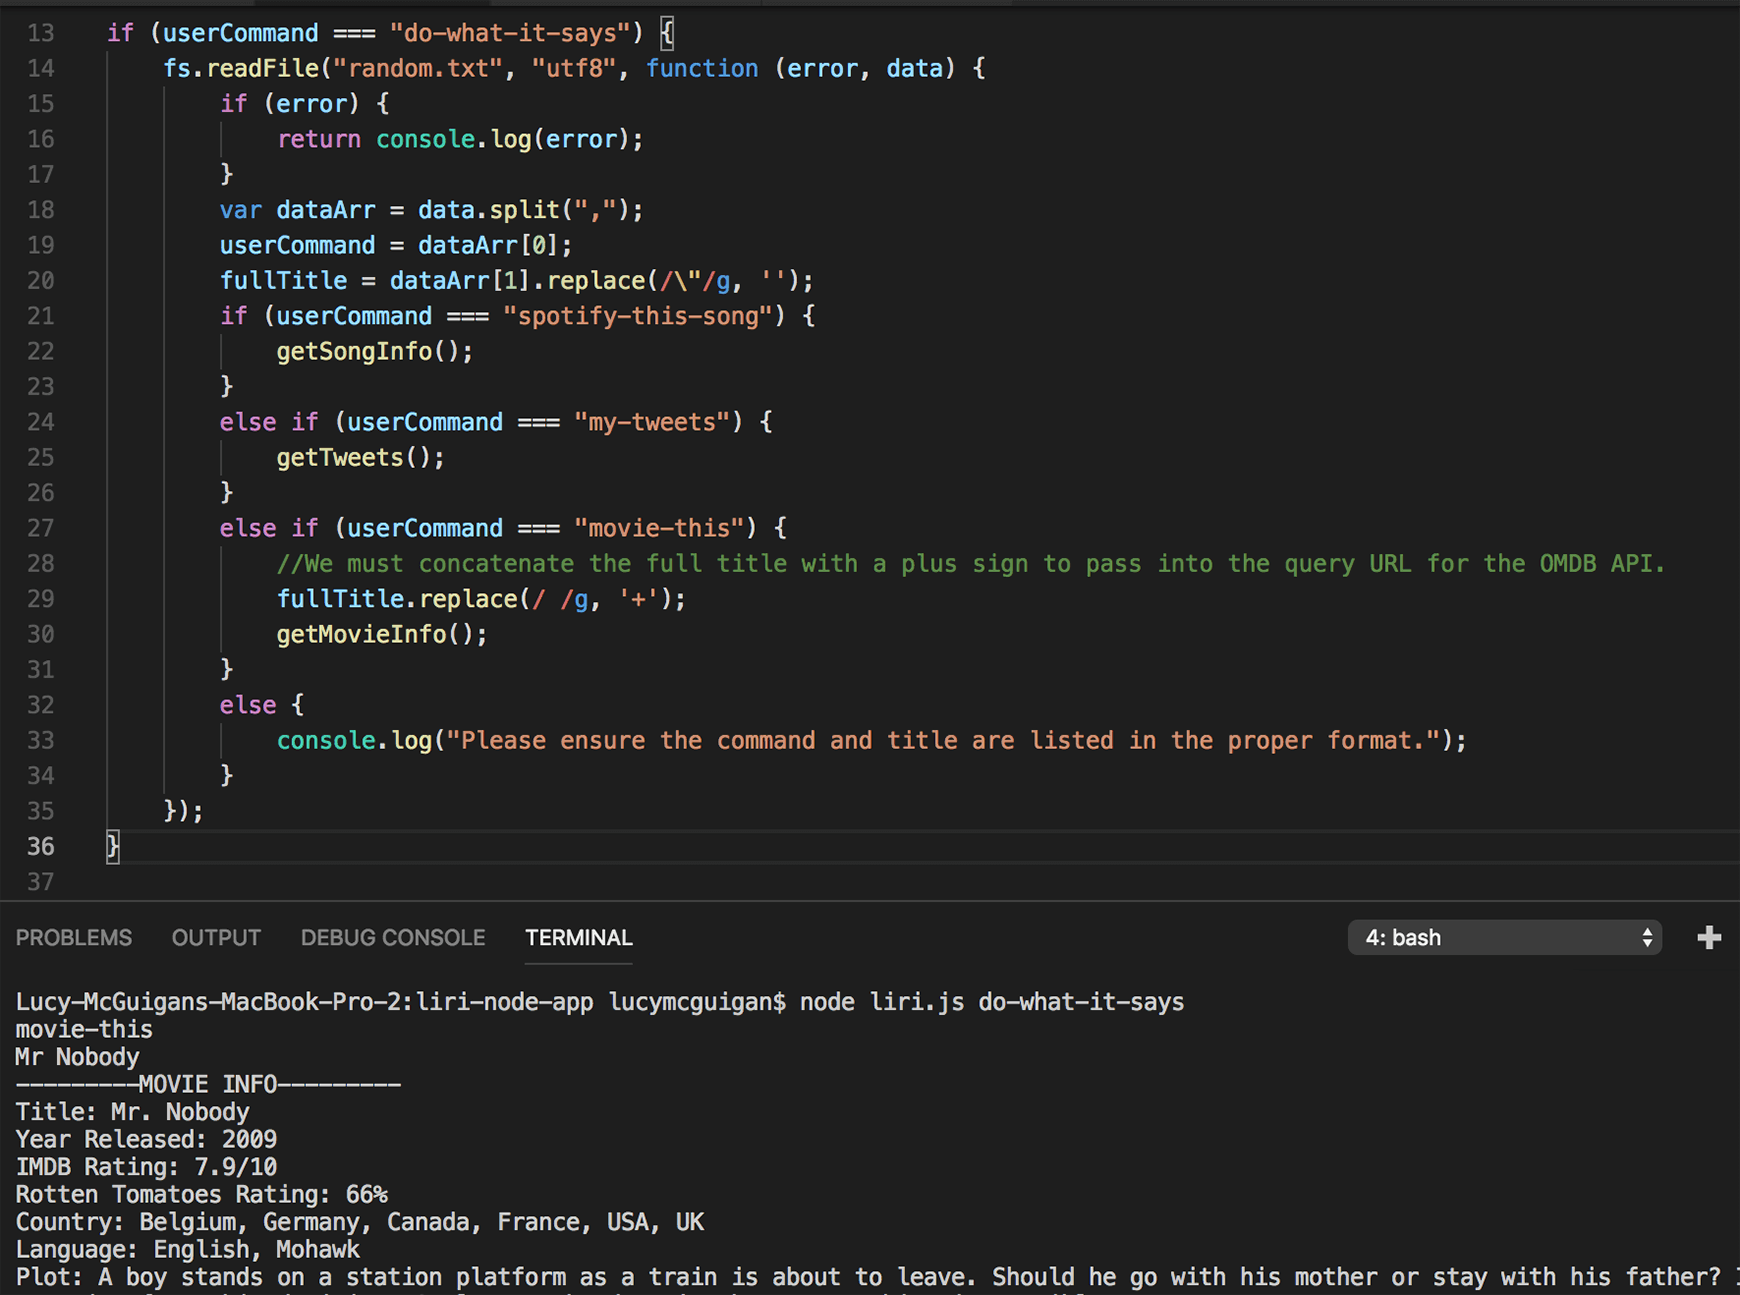 13 if (userCommand === "do-what-it-says") {
14 fs.readFile("random.txt", "utf8", function (error, data) {
15 if (error) {
16 return console.log(error);
17 }
18 var dataArr = data.split(",");
19 userCommand = dataArr[0];
20 fullTitle = dataArr[1].replace(/\"/g, '');
21 if (userCommand === "spotify-this-song") {
22 getSongInfo();
23 }
24 else if (userCommand === "my-tweets") {
25 getTweets();
26 }
27 else if (userCommand === "movie-this") {
28 //We must concatenate the full title with a plus sign to pass into the query URL for the OMDB API.
29 fullTitle.replace(/ /g, '+');
30 getMovieInfo();
31 }
32 else {
33 console.log("Please ensure the command and title are listed in the proper format.");
34 }
35 });
36 }
37
PROBLEMS OUTPUT DEBUG CONSOLE TERMINAL 4: bash
Lucy-McGuigans-MacBook-Pro-2:liri-node-app lucymcguigan$ node liri.js do-what-it-says
movie-this
Mr Nobody
---------MOVIE INFO---------
Title: Mr. Nobody
Year Released: 2009
IMDB Rating: 7.9/10
Rotten Tomatoes Rating: 66%
Country: Belgium, Germany, Canada, France, USA, UK
Language: English, Mohawk
Plot: A boy stands on a station platform as a train is about to leave. Should he go with his mother or stay with his father?